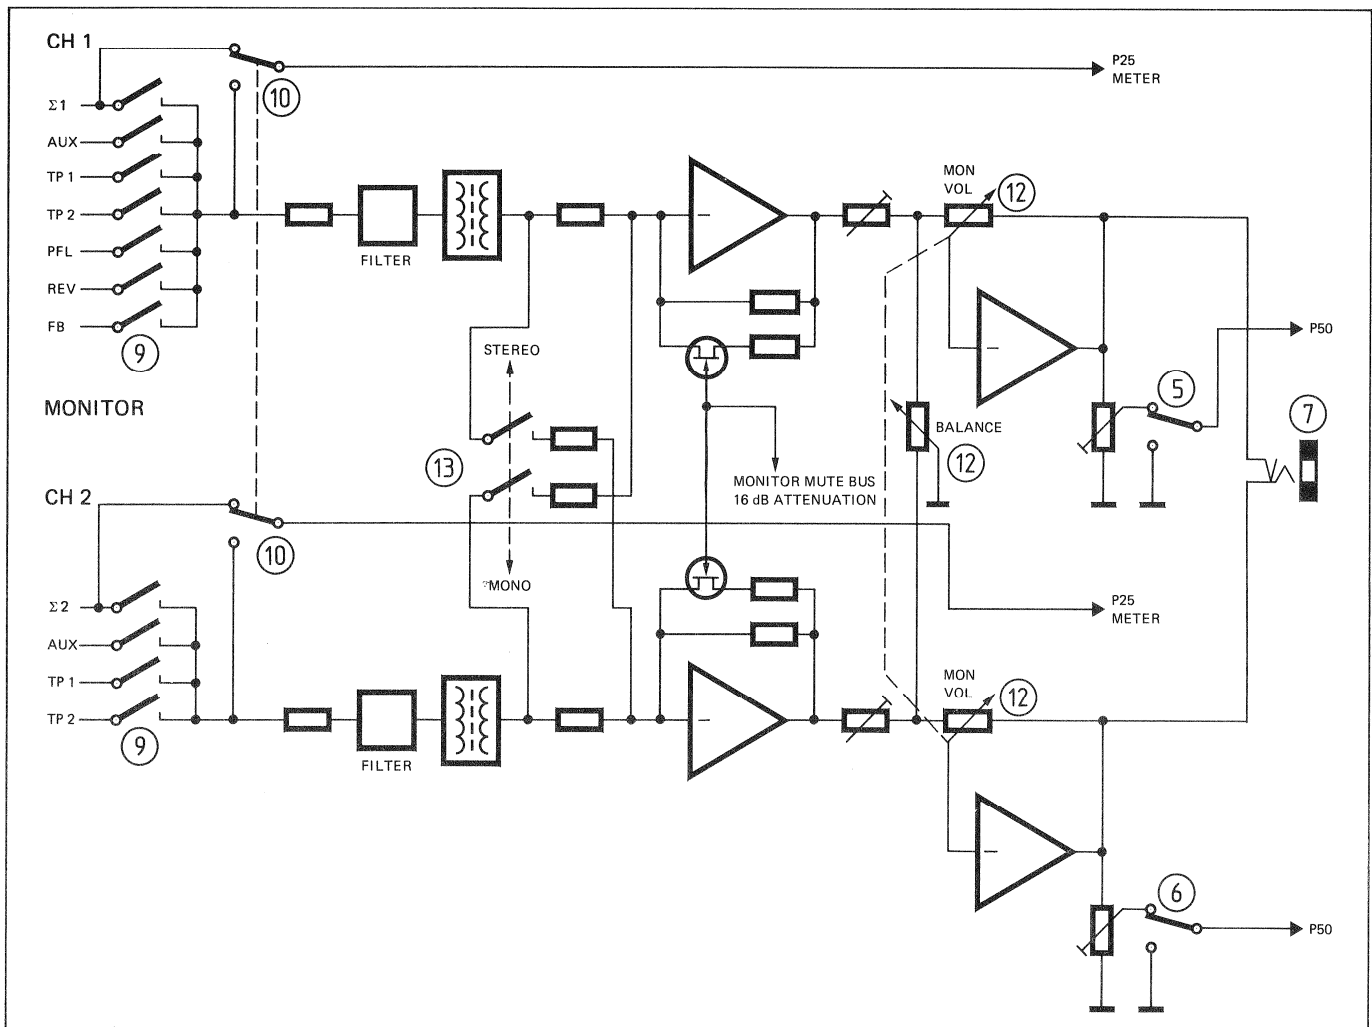 CH 1
10
P25
METER
Σ1
AUX
TP 1
TP 2
PFL
REV
FB
9
FILTER
MON
VOL
12
P50
STEREO
MONITOR
5
7
BALANCE
12
13
MONITOR MUTE BUS
16 dB ATTENUATION
CH 2
10
MONO
P25
METER
Σ2
AUX
TP 1
TP 2
9
FILTER
MON
VOL
12
6
P50